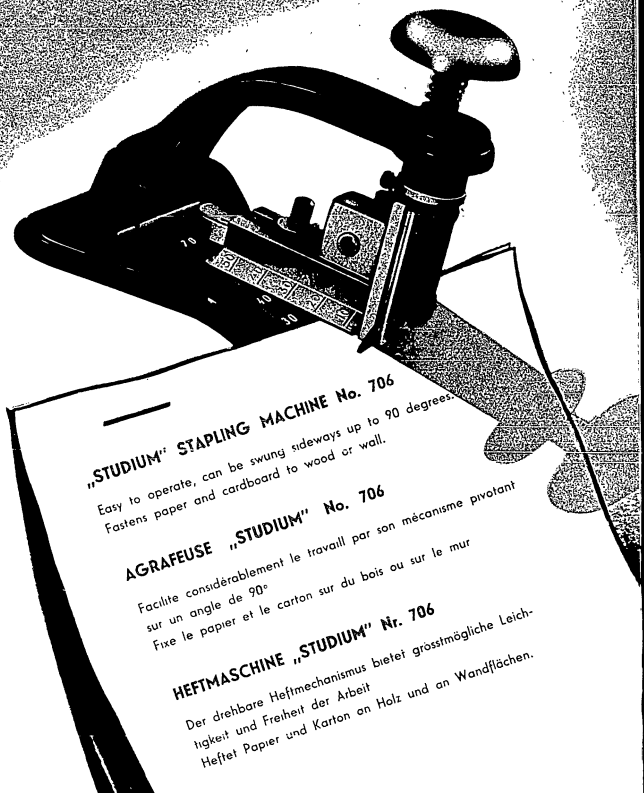 70
40
30
„STUDIUM” STAPLING MACHINE No. 706
Easy to operate, can be swung sideways up to 90 degrees.
Fastens paper and cardboard to wood or wall.
AGRAFEUSE „STUDIUM” No. 706
Facilite considérablement le travaill par son mécanisme pivotant
sur un angle de 90°
Fixe le papier et le carton sur du bois ou sur le mur
HEFTMASCHINE „STUDIUM” Nr. 706
Der drehbare Heftmechanismus bietet grösstmögliche Leich-
tigkeit und Freiheit der Arbeit
Heftet Papier und Karton an Holz und an Wandflächen.